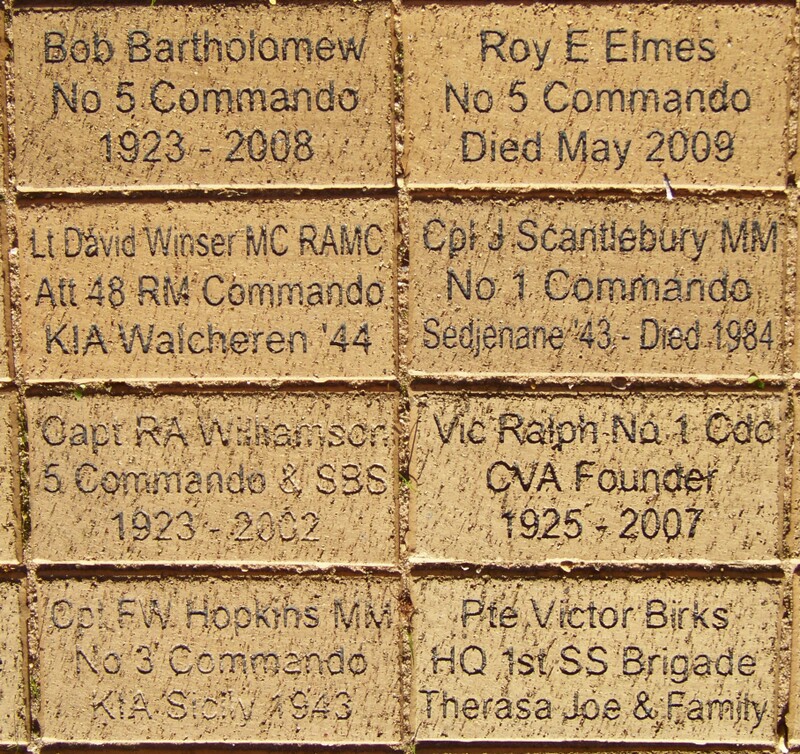 Bob Bartholomew
No 5 Commando
1923 - 2008
Roy E Elmes
No 5 Commando
Died May 2009
Lt David Winser MC RAMC
Att 48 RM Commando
KIA Walcheren '44
Cpl J Scantlebury MM
No 1 Commando
Sedjenane '43 - Died 1984
Capt RA Williamson
5 Commando & SBS
1923 - 2002
Vic Ralph No 1 Cdo
CVA Founder
1925 - 2007
Cpl FW Hopkins MM
No 3 Commando
KIA Sicily 1943
Pte Victor Birks
HQ 1st SS Brigade
Therasa Joe & Family